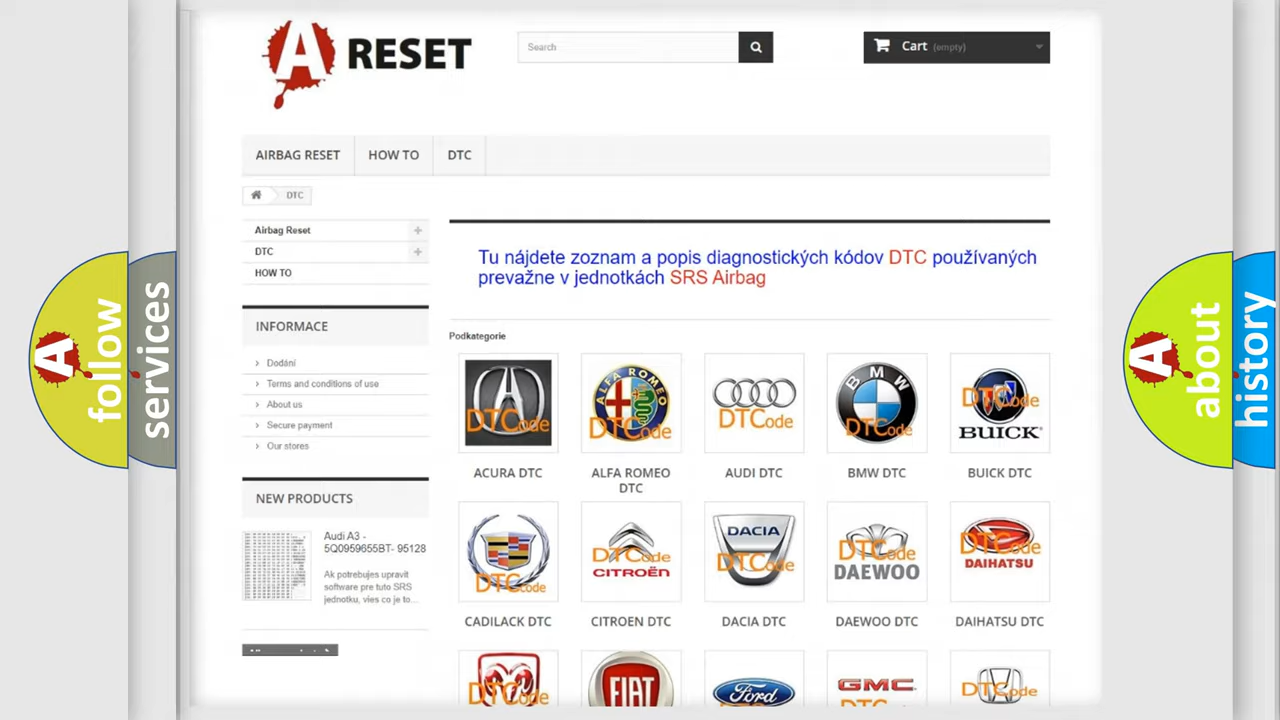 A RESET
Search
Cart (empty)
AIRBAG RESET
HOW TO
DTC
DTC
Airbag Reset
DTC
HOW TO
Tu nájdete zoznam a popis diagnostických kódov DTC používaných
prevažne v jednotkách SRS Airbag
INFORMACE
Dodání
Terms and conditions of use
About us
Secure payment
Our stores
NEW PRODUCTS
Audi A3 -
5Q0959655BT- 95128
Ak potrebujes upravit
software pre tuto SRS
jednotku, vies co je to...
Podkategorie
DTCode
ALFA ROMEO
DTCode
DTCode
BMW
DTCode
DTCode
BUICK
ACURA DTC
ALFA ROMEO
DTC
AUDI DTC
BMW DTC
BUICK DTC
DTCode
DTCode
CITROËN
DACIA
DTCode
DTCode
DAEWOO
DTCode
DAIHATSU
CADILACK DTC
CITROEN DTC
DACIA DTC
DAEWOO DTC
DAIHATSU DTC
DTCode
FIAT
Ford
GMC
DTCode
A
follow
services
A
about
history